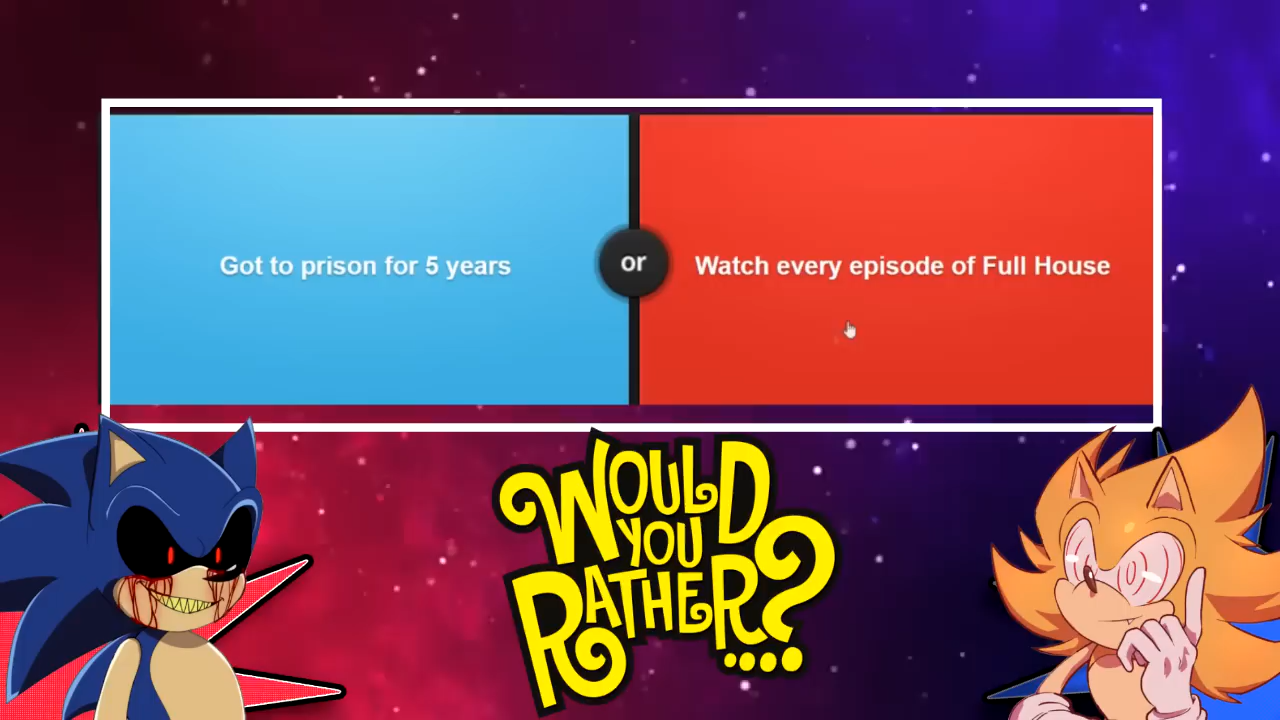 Got to prison for 5 years
or
Watch every episode of Full House
WOULD
YOU
RATHER..?